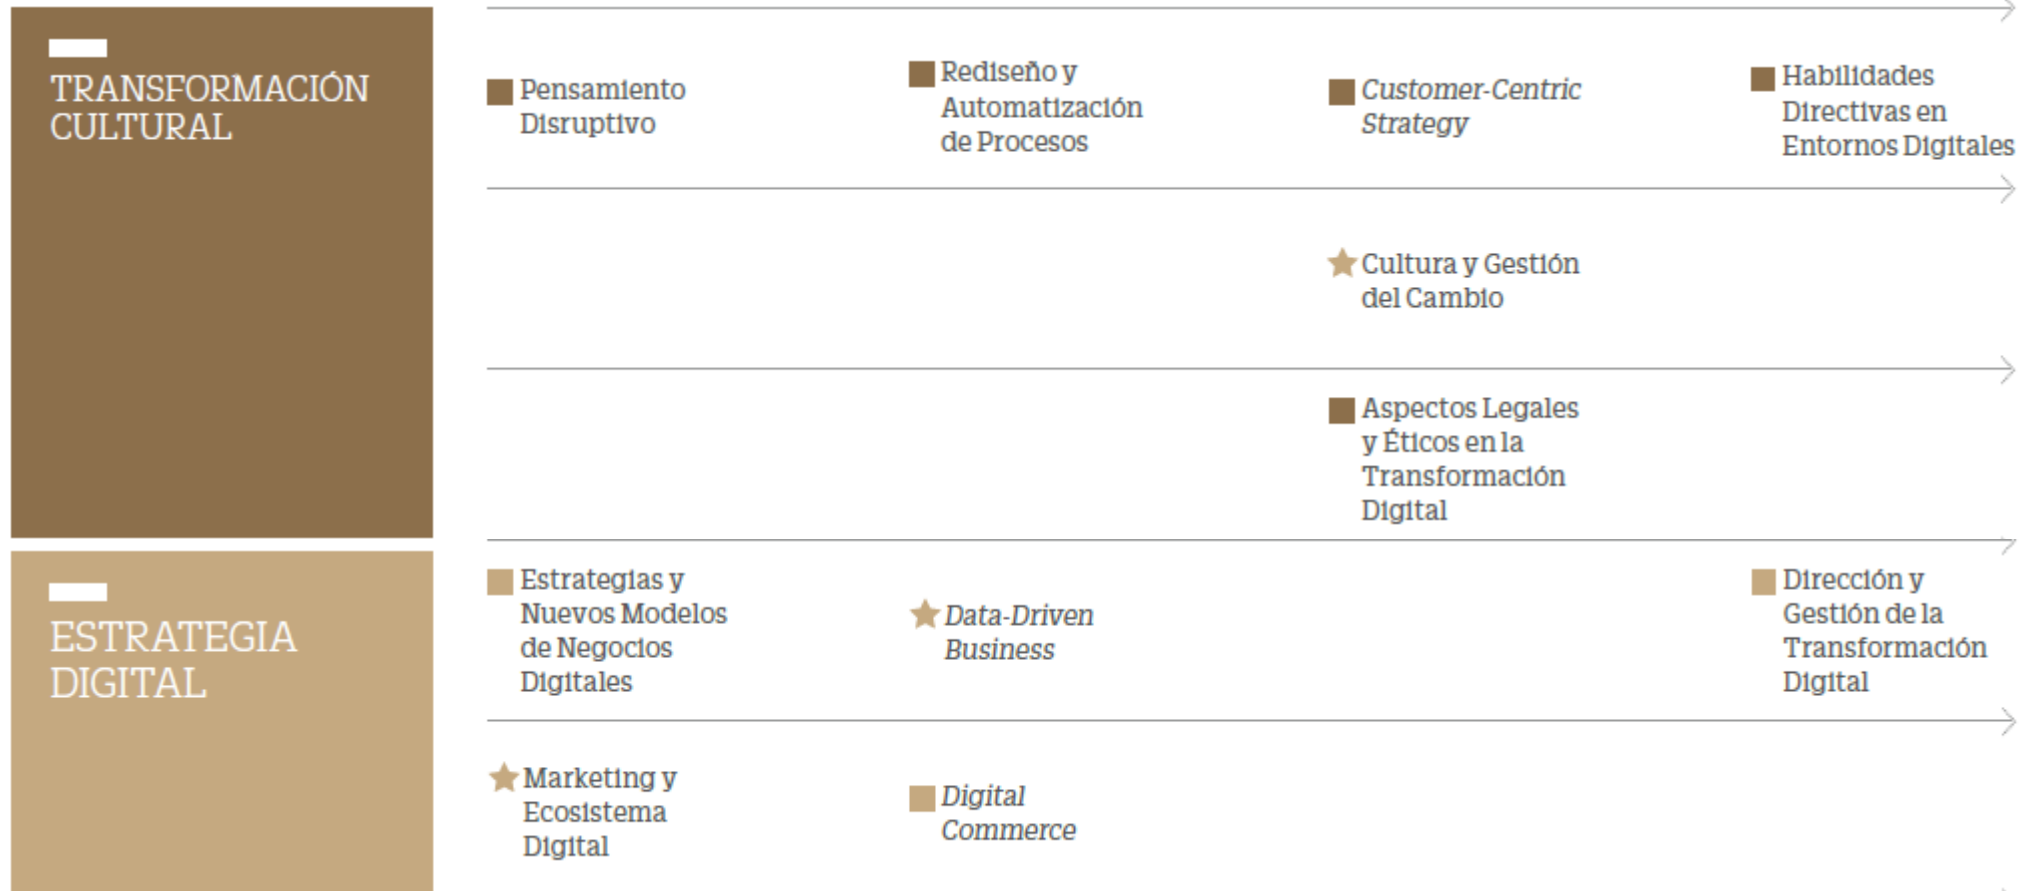 TRANSFORMACIÓN
CULTURAL
Pensamiento
Disruptivo
Rediseño y
Automatización
de Procesos
Customer-Centric
Strategy
Habilidades
Directivas en
Entornos Digitales
Cultura y Gestión
del Cambio
Aspectos Legales
y Éticos en la
Transformación
Digital
ESTRATEGIA
DIGITAL
Estrategias y
Nuevos Modelos
de Negocios
Digitales
Data-Driven
Business
Dirección y
Gestión de la
Transformación
Digital
Marketing y
Ecosistema
Digital
Digital
Commerce